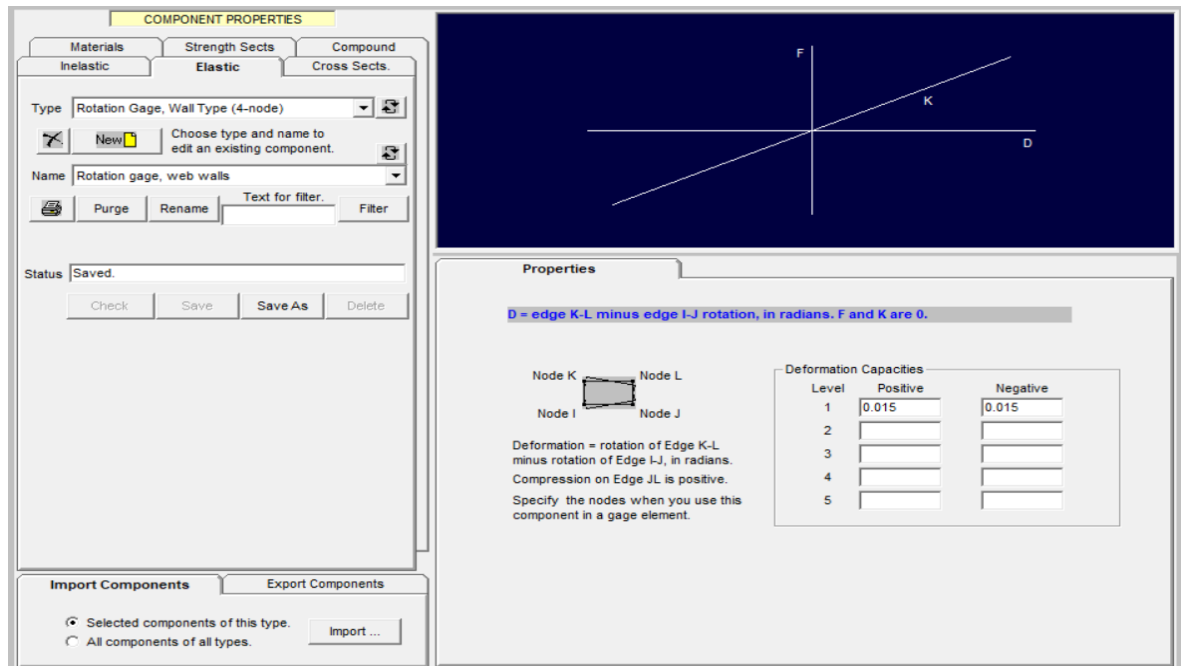 COMPONENT PROPERTIES
Materials
Strength Sects
Compound
Inelastic
Elastic
Cross Sects.
Type
Rotation Gage, Wall Type (4-node)
New
Choose type and name to
edit an existing component.
Name
Rotation gage, web walls
Purge
Rename
Text for filter.
Filter
Status
Saved.
Check
Save
Save As
Delete
Import Components
Export Components
Selected components of this type.
All components of all types.
Import ...
F
K
D
Properties
D = edge K-L minus edge I-J rotation, in radians. F and K are 0.
Node K
Node L
Node I
Node J
Deformation = rotation of Edge K-L
minus rotation of Edge I-J, in radians.
Compression on Edge JL is positive.
Specify the nodes when you use this
component in a gage element.
Deformation Capacities
Level Positive Negative
1 0.015 0.015
2
3
4
5